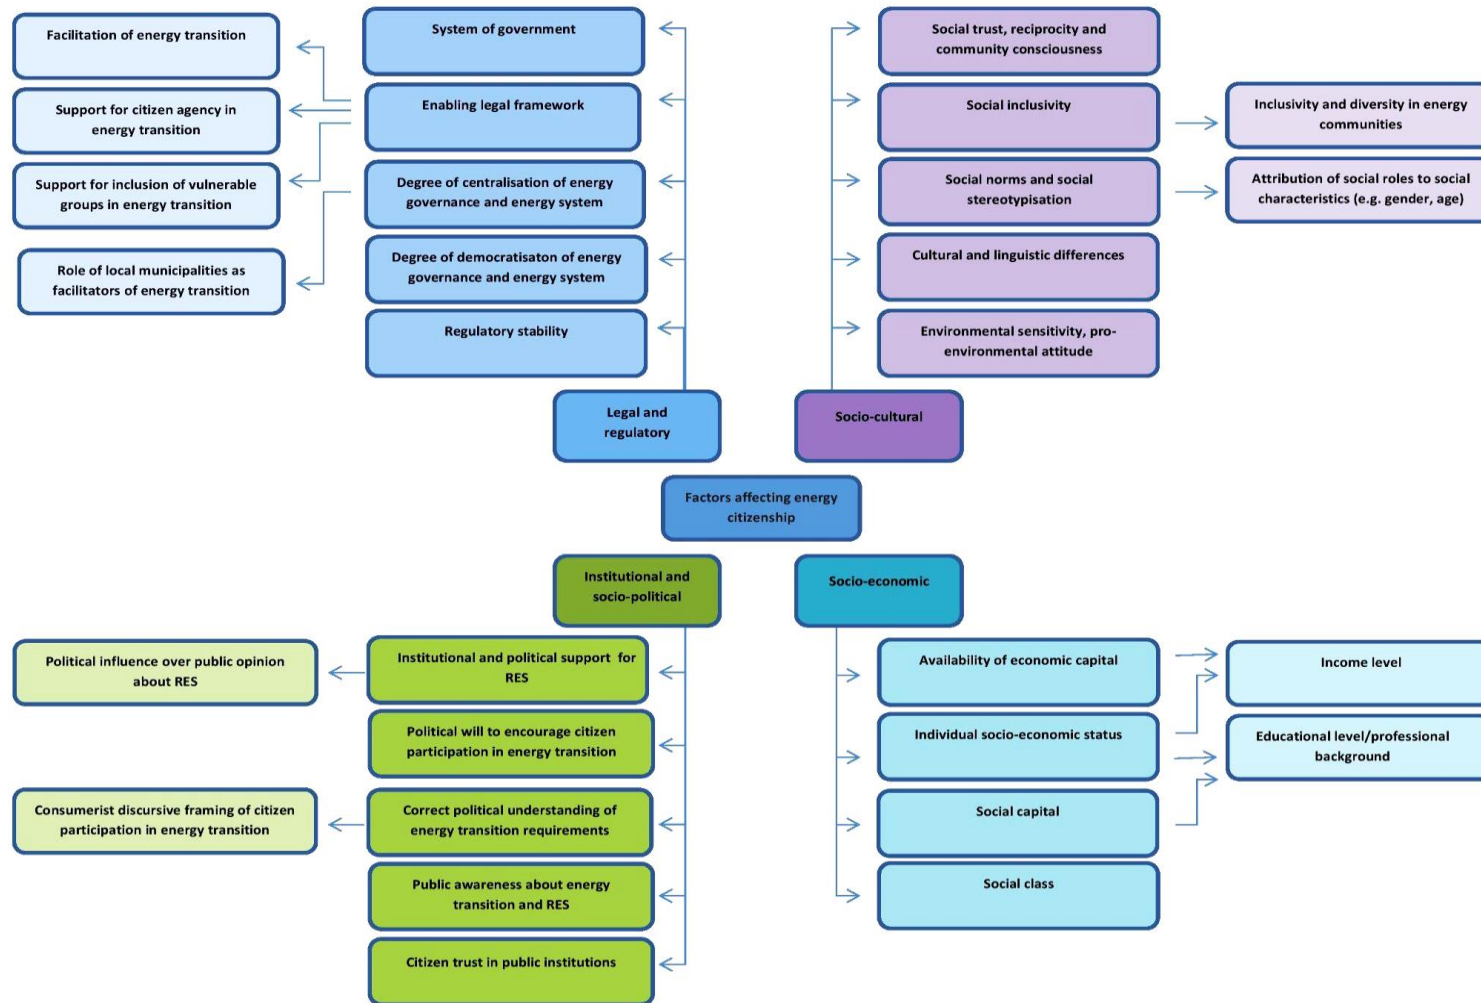 Facilitation of energy transition
Support for citizen agency in
energy transition
Support for inclusion of vulnerable
groups in energy transition
Role of local municipalities as
facilitators of energy transition
System of government
Enabling legal framework
Degree of centralisation of energy
governance and energy system
Degree of democratisaton of energy
governance and energy system
Regulatory stability
Legal and
regulatory
Social trust, reciprocity and
community consciousness
Social inclusivity
Social norms and social
stereotypisation
Cultural and linguistic differences
Environmental sensitivity, pro-
environmental attitude
Socio-cultural
Inclusivity and diversity in energy
communities
Attribution of social roles to social
characteristics (e.g. gender, age)
Factors affecting energy
citizenship
Institutional and
socio-political
Political influence over public opinion
about RES
Consumerist discursive framing of citizen
participation in energy transition
Institutional and political support for
RES
Political will to encourage citizen
participation in energy transition
Correct political understanding of
energy transition requirements
Public awareness about energy
transition and RES
Citizen trust in public institutions
Socio-economic
Availability of economic capital
Individual socio-economic status
Social capital
Social class
Income level
Educational level/professional
background